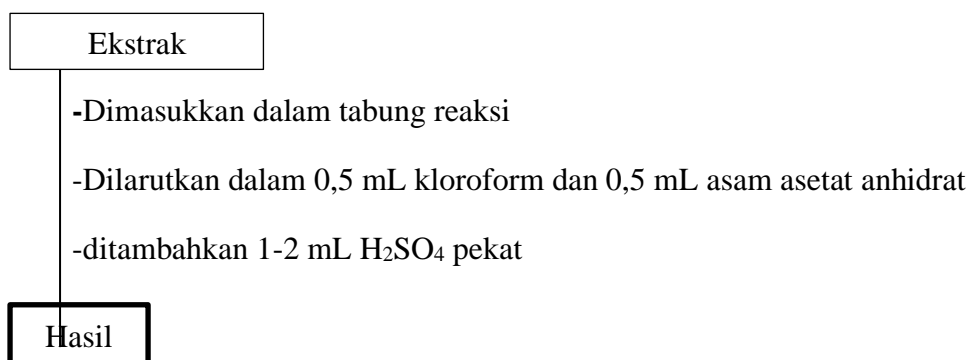 Ekstrak
-Dimasukkan dalam tabung reaksi
-Dilarutkan dalam 0,5 mL kloroform dan 0,5 mL asam asetat anhidrat
-ditambahkan 1-2 mL H₂SO₄ pekat
Hasil